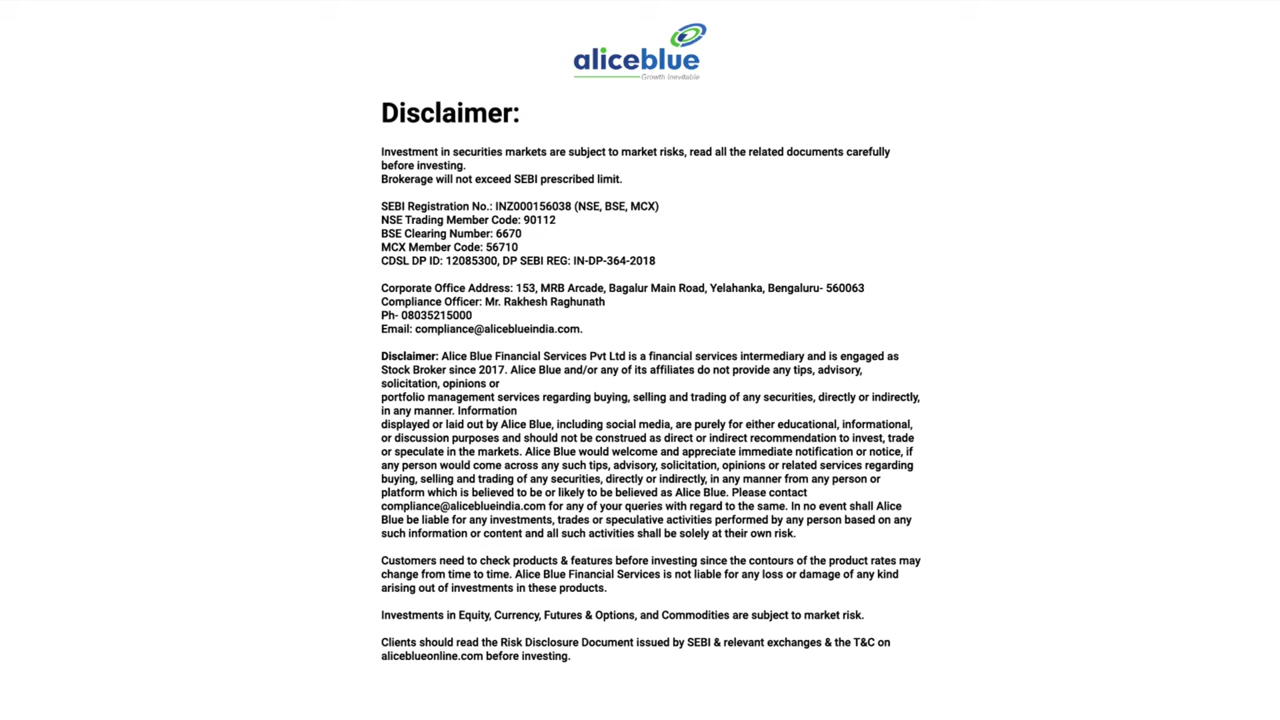 aliceblue
Growth Inevitable
Disclaimer:
Investment in securities markets are subject to market risks, read all the related documents carefully
before investing.
Brokerage will not exceed SEBI prescribed limit.
SEBI Registration No.: INZ000156038 (NSE, BSE, MCX)
NSE Trading Member Code: 90112
BSE Clearing Number: 6670
MCX Member Code: 56710
CDSL DP ID: 12085300, DP SEBI REG: IN-DP-364-2018
Corporate Office Address: 153, MRB Arcade, Bagalur Main Road, Yelahanka, Bengaluru- 560063
Compliance Officer: Mr. Rakhesh Raghunath
Ph- 08035215000
Email: compliance@aliceblueindia.com.
Disclaimer: Alice Blue Financial Services Pvt Ltd is a financial services intermediary and is engaged as
Stock Broker since 2017. Alice Blue and/or any of its affiliates do not provide any tips, advisory,
solicitation, opinions or
portfolio management services regarding buying, selling and trading of any securities, directly or indirectly,
in any manner. Information
displayed or laid out by Alice Blue, including social media, are purely for either educational, informational,
or discussion purposes and should not be construed as direct or indirect recommendation to invest, trade
or speculate in the markets. Alice Blue would welcome and appreciate immediate notification or notice, if
any person would come across any such tips, advisory, solicitation, opinions or related services regarding
buying, selling and trading of any securities, directly or indirectly, in any manner from any person or
platform which is believed to be or likely to be believed as Alice Blue. Please contact
compliance@aliceblueindia.com for any of your queries with regard to the same. In no event shall Alice
Blue be liable for any investments, trades or speculative activities performed by any person based on any
such information or content and all such activities shall be solely at their own risk.
Customers need to check products & features before investing since the contours of the product rates may
change from time to time. Alice Blue Financial Services is not liable for any loss or damage of any kind
arising out of investments in these products.
Investments in Equity, Currency, Futures & Options, and Commodities are subject to market risk.
Clients should read the Risk Disclosure Document issued by SEBI & relevant exchanges & the T&C on
aliceblueonline.com before investing.